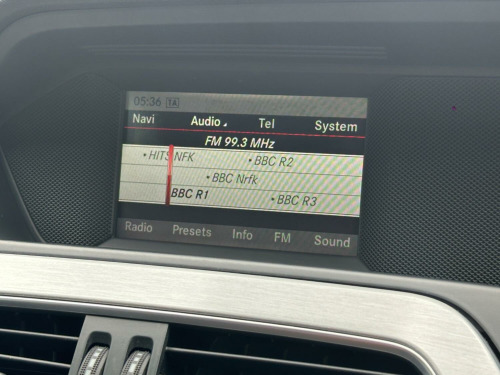 05:36 1A
Navi Audio Tel System
FM 99.3 MHz
•HITS NFK •BBC R2
•BBC Nrfk
BBC R1 •BBC R3
Radio Presets Info FM Sound